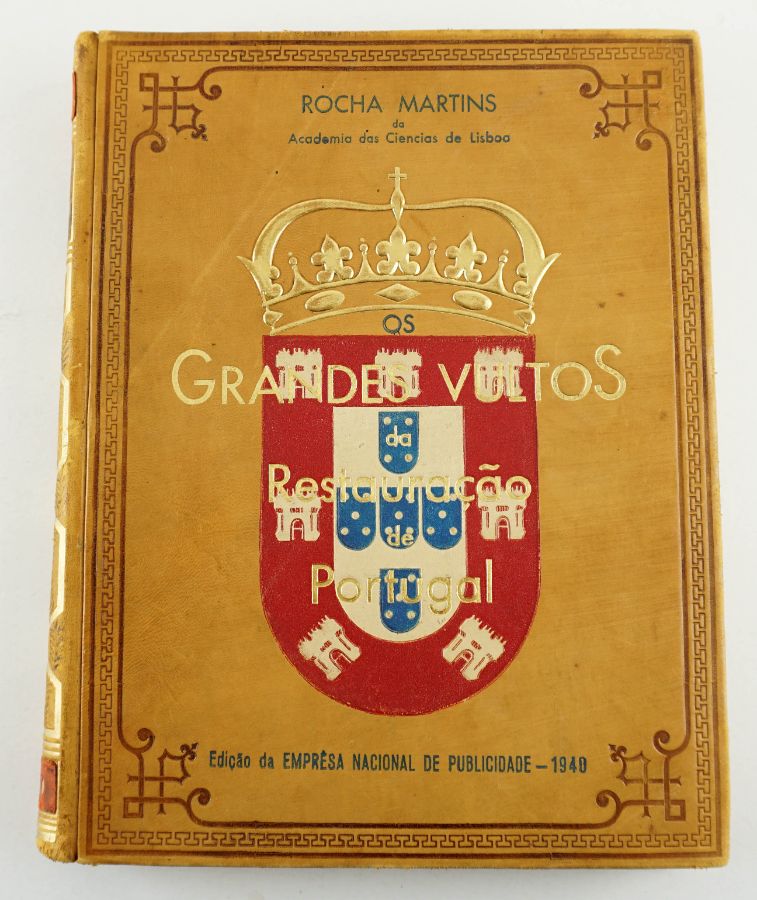 ROCHA MARTINS
da
Academia das Ciencias de Lisboa
OS
GRANDES VULTOS
da
Restauração
de
Portugal
Edição da EMPRÊSA NACIONAL DE PUBLICIDADE – 1940